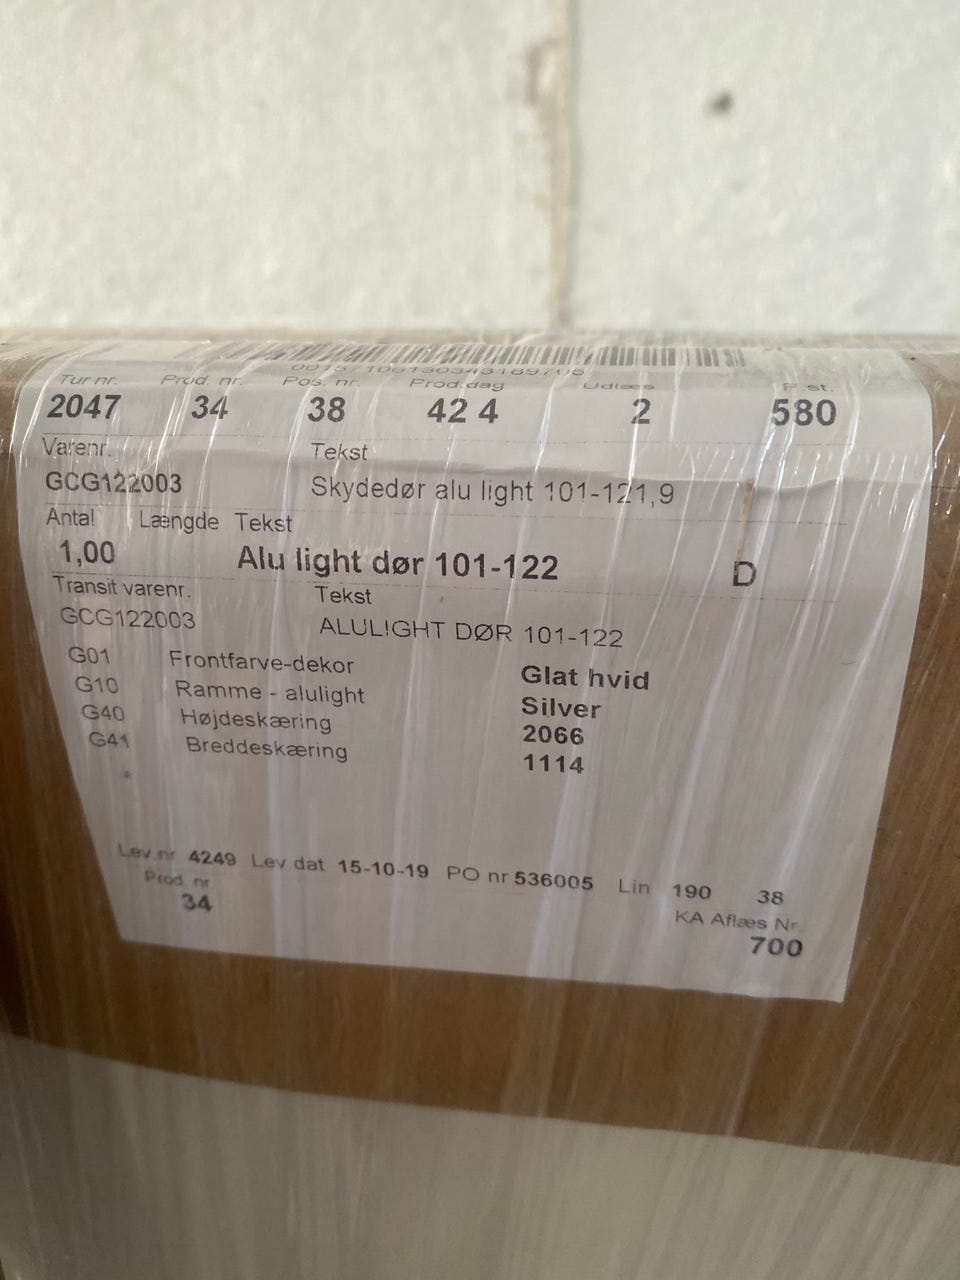 Tur nr. Prod. nr. Pos. nr. Prod.dag Udlæs P.st.
2047 34 38 42 4 2 580
Varenr. Tekst
GCG122003 Skydedør alu light 101-121,9
Antal Længde Tekst
1,00 Alu light dør 101-122 D
Transit varenr. Tekst
GCG122003 ALULIGHT DØR 101-122
G01 Frontfarve-dekor Glat hvid
G10 Ramme - alulight Silver
G40 Højdeskæring 2066
G41 Breddeskæring 1114
Lev nr 4249 Lev dat 15-10-19 PO nr 536005 Lin 190 38
Prod. nr KA Aflæs Nr.
34 700